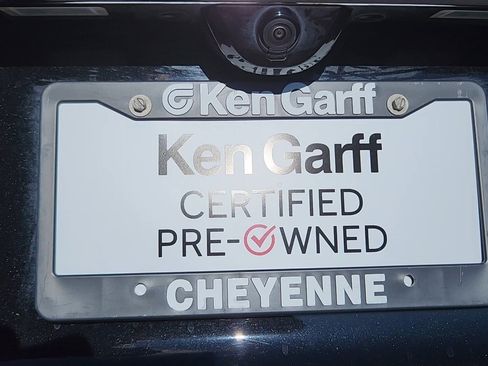 Ken Garff
Ken Garff
CERTIFIED
PRE-OWNED
CHEYENNE